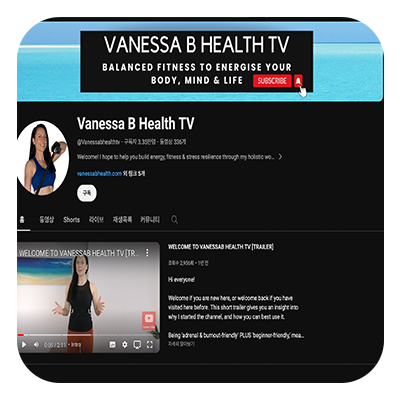 VANESSA B HEALTH TV
BALANCED FITNESS TO ENERGISE YOUR
BODY, MIND & LIFE
SUBSCRIBE
Vanessa B Health TV
@Vanessabhealthtv · 구독자 3.35만명 · 동영상 336개
Welcome! I hope to help you build energy, fitness & stress resilience through my holistic wo...
vanessabhealth.com 외 링크 5개
구독
홈 동영상 Shorts 라이브 재생목록 커뮤니티
WELCOME TO VANESSAB HEALTH TV [TR...
WELCOME TO VANESSAB HEALTH TV [TRAILER]
조회수 2,956회 · 1년 전
Hi everyone!
Welcome if you are new here, or welcome back if you have
visited here before. This short trailer gives you an insight into
why I started the channel, and how you can best use it.
Being 'adrenal & burnout-friendly' PLUS 'beginner-friendly,' mea...
자세히 알아보기